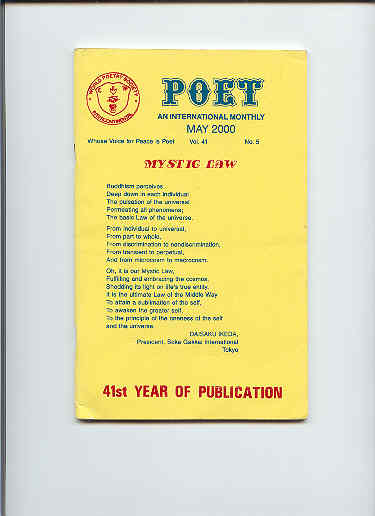 WORLD POETRY SOCIETY
INTERCONTINENTAL
POET
AN INTERNATIONAL MONTHLY
MAY 2000
Whose Voice for Peace is Poet Vol. 41 No. 5
MYSTIC LAW
Buddhism perceives
Deep down in each individual
The pulsation of the universal.
Permeating all phenomena;
The basic Law of the universe.
From individual to universal,
From part to whole,
From discrimination to nondiscrimination,
From transient to perpetual,
And from microcosm to macrocosm.
Oh, it is our Mystic Law,
Fulfilling and embracing the cosmos,
Shedding its light on life's true entity.
It is the ultimate Law of the Middle Way
To attain a sublimation of the self,
To awaken the greater self,
To the principle of the oneness of the self
and the universe.
DAISAKU IKEDA,
President, Soka Gakkai International
Tokyo
41st YEAR OF PUBLICATION